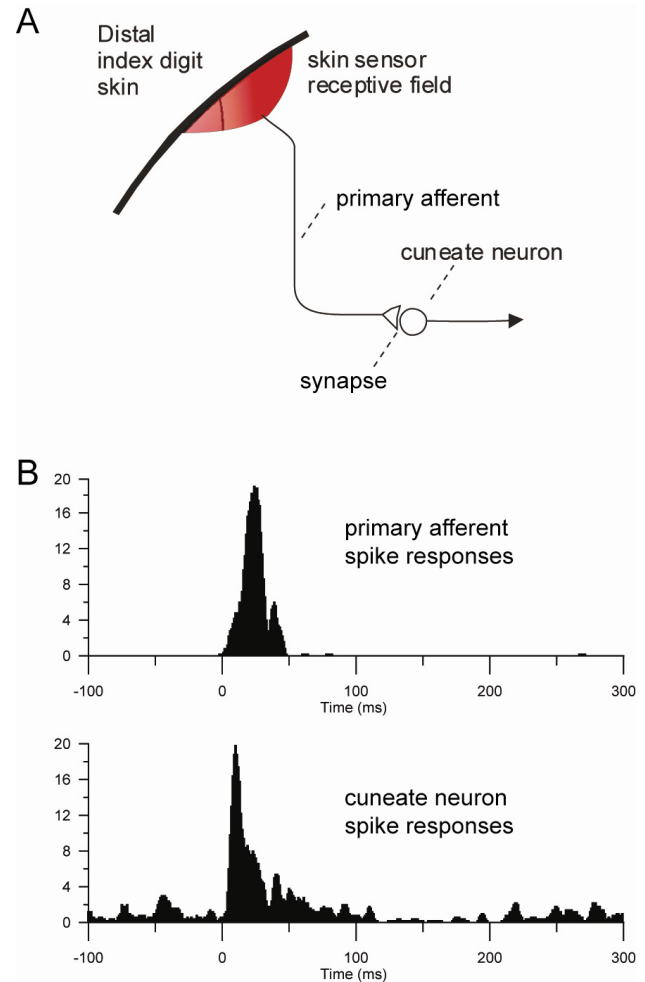 A
Distal
index digit
skin
skin sensor
receptive field
primary afferent
cuneate neuron
synapse
B
20
16
12
8
4
0
primary afferent
spike responses
-100 0 100 200 300
Time (ms)
20
16
12
8
4
0
cuneate neuron
spike responses
-100 0 100 200 300
Time (ms)